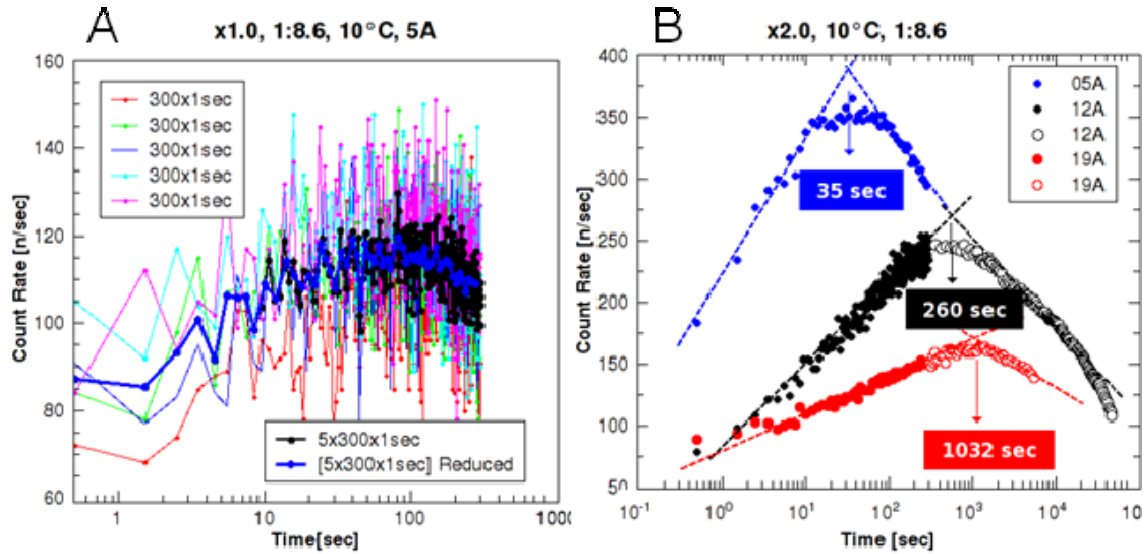 A
x1.0, 1:8.6, 10°C, 5A
160
140
120
100
80
60
Count Rate [n/sec]
300x1sec
300x1sec
300x1sec
300x1sec
300x1sec
5x300x1sec
[5x300x1sec] Reduced
1
10
100
1000
Time[sec]
B
x2.0, 10°C, 1:8.6
400
350
300
250
200
150
100
50
Count Rate [n/sec]
05A.
12A.
12A.
19A.
19A.
35 sec
260 sec
1032 sec
10-1
100
101
102
103
104
105
Time [sec]